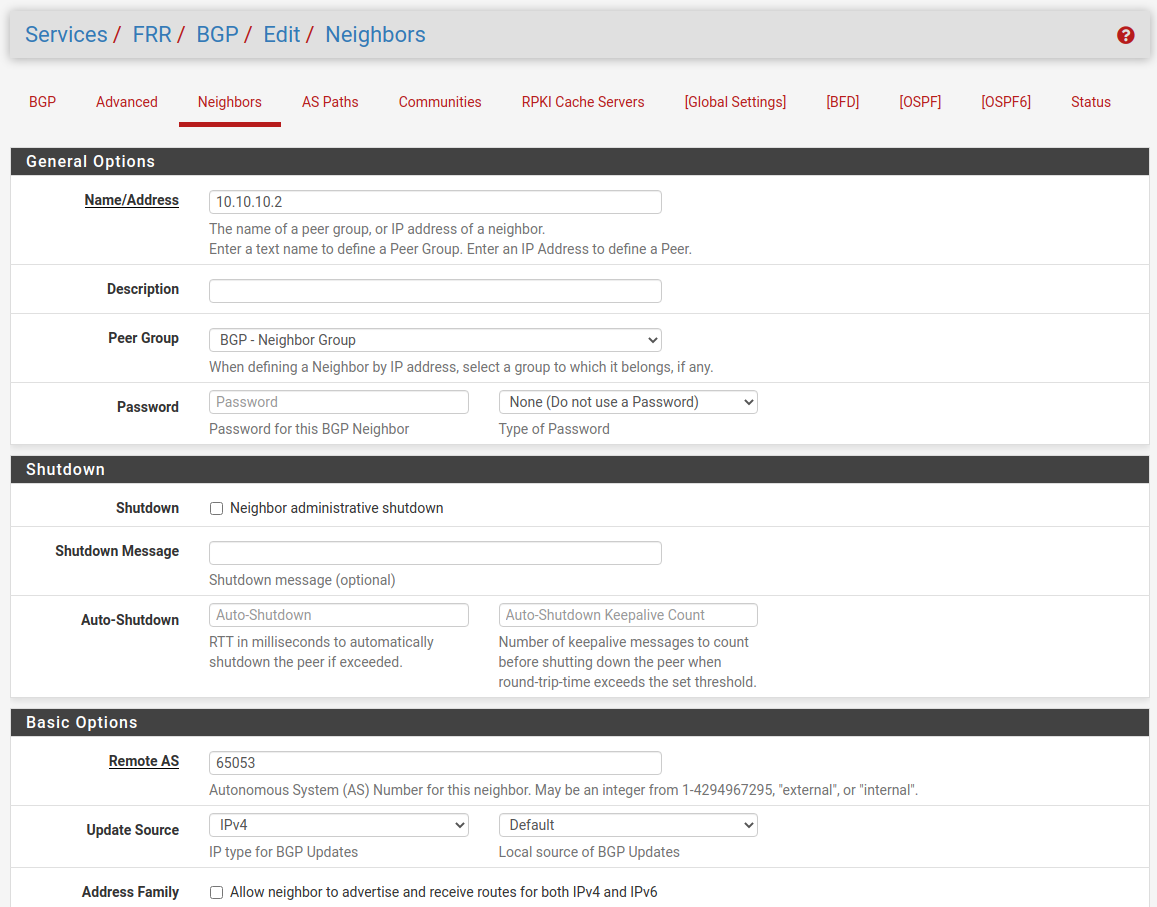 Services / FRR / BGP / Edit / Neighbors
BGP Advanced Neighbors AS Paths Communities RPKI Cache Servers [Global Settings] [BFD] [OSPF] [OSPF6] Status
General Options
Name/Address 10.10.10.2
The name of a peer group, or IP address of a neighbor.
Enter a text name to define a Peer Group. Enter an IP Address to define a Peer.
Description
Peer Group BGP - Neighbor Group
When defining a Neighbor by IP address, select a group to which it belongs, if any.
Password Password None (Do not use a Password)
Password for this BGP Neighbor Type of Password
Shutdown
Shutdown Neighbor administrative shutdown
Shutdown Message
Shutdown message (optional)
Auto-Shutdown Auto-Shutdown Auto-Shutdown Keepalive Count
RTT in milliseconds to automatically Number of keepalive messages to count
shutdown the peer if exceeded. before shutting down the peer when
round-trip-time exceeds the set threshold.
Basic Options
Remote AS 65053
Autonomous System (AS) Number for this neighbor. May be an integer from 1-4294967295, "external", or "internal".
Update Source IPv4 Default
IP type for BGP Updates Local source of BGP Updates
Address Family Allow neighbor to advertise and receive routes for both IPv4 and IPv6